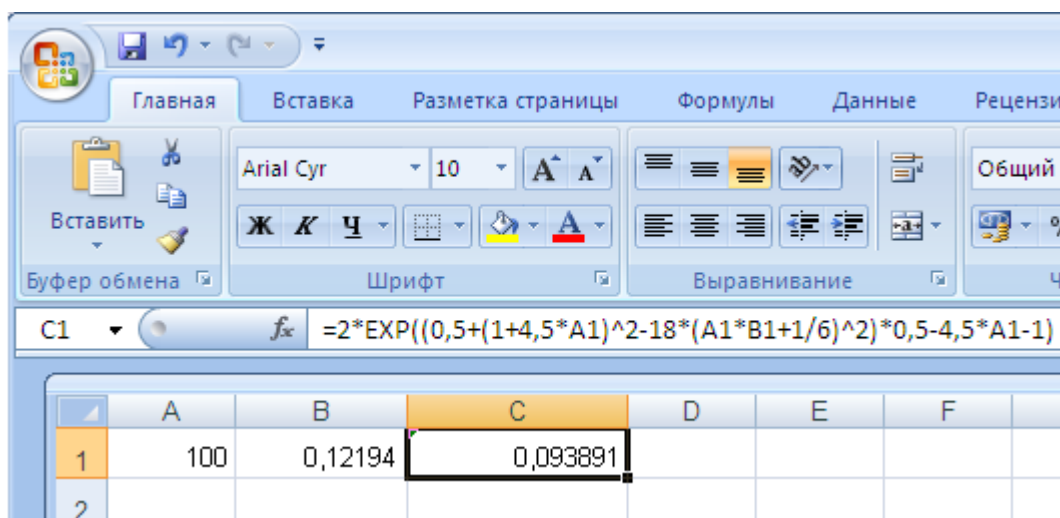 Главная Вставка Разметка страницы Формулы Данные Рецензи
Вставить
Arial Cyr 10 A A Общий
Ж К Ч А
Буфер обмена Шрифт Выравнивание Ч
C1 fx =2*EXP((0,5+(1+4,5*A1)^2-18*(A1*B1+1/6)^2)*0,5-4,5*A1-1)
A B C D E F
1 100 0,12194 0,093891
2